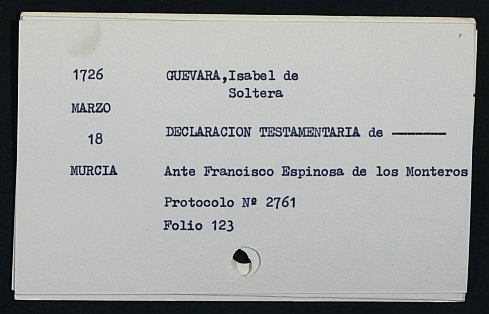 1726 GUEVARA,Isabel de
Soltera
MARZO
18 DECLARACION TESTAMENTARIA de ———
MURCIA Ante Francisco Espinosa de los Monteros
Protocolo Nº 2761
Folio 123